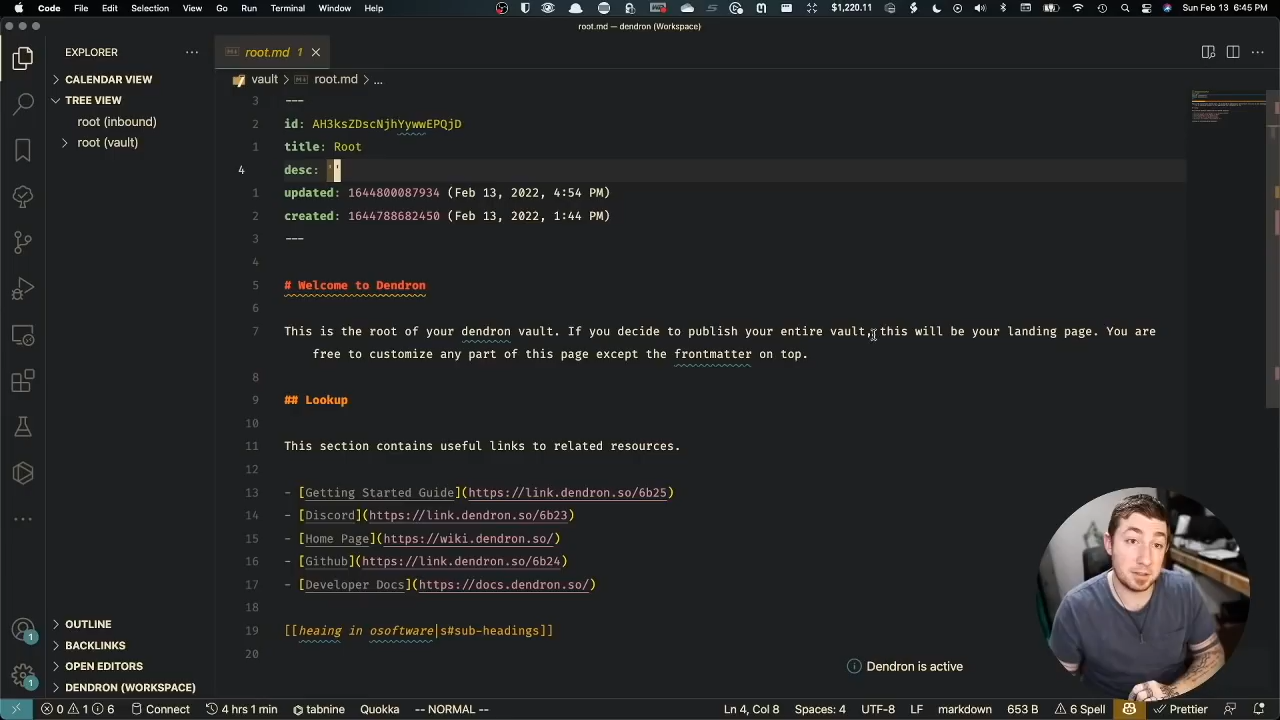 Code File Edit Selection View Go Run Terminal Window Help $1,220.11 Sun Feb 13 6:45 PM
root.md — dendron (Workspace)
EXPLORER
root.md 1
CALENDAR VIEW
vault > root.md > ...
TREE VIEW
root (inbound)
root (vault)
3 ---
2 id: AH3ksZDscNjhYywwEPQjD
1 title: Root
4 desc: ''
1 updated: 1644800087934 (Feb 13, 2022, 4:54 PM)
2 created: 1644788682450 (Feb 13, 2022, 1:44 PM)
3 ---
4
5 # Welcome to Dendron
6
7 This is the root of your dendron vault. If you decide to publish your entire vault, this will be your landing page. You are
free to customize any part of this page except the frontmatter on top.
8
9 ## Lookup
10
11 This section contains useful links to related resources.
12
13 - [Getting Started Guide](https://link.dendron.so/6b25)
14 - [Discord](https://link.dendron.so/6b23)
15 - [Home Page](https://wiki.dendron.so/)
16 - [Github](https://link.dendron.so/6b24)
17 - [Developer Docs](https://docs.dendron.so/)
18
19 [[heaing in osoftware|s#sub-headings]]
20
OUTLINE
BACKLINKS
OPEN EDITORS
DENDRON (WORKSPACE)
1
1
Dendron is active
0 1 6 Connect 4 hrs 1 min tabnine Quokka -- NORMAL -- Ln 4, Col 8 Spaces: 4 UTF-8 LF markdown 653 B 6 Spell Prettier